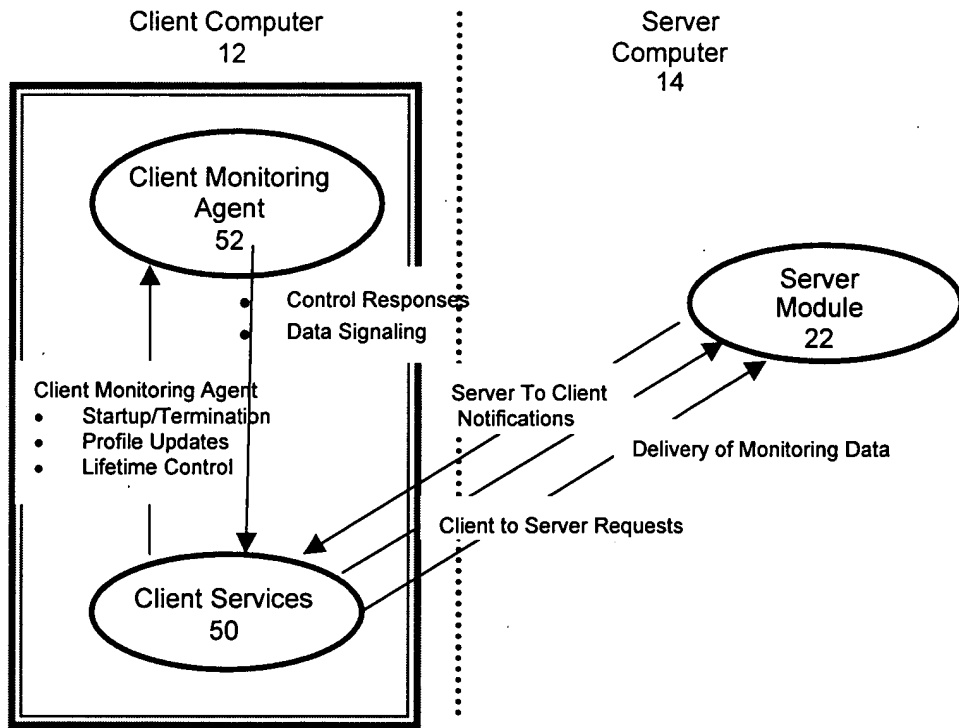 Client Computer
12
Server
Computer
14
Client Monitoring
Agent
52
• Control Responses
• Data Signaling
Server
Module
22
Client Monitoring Agent
• Startup/Termination
• Profile Updates
• Lifetime Control
Server To Client
Notifications
Delivery of Monitoring Data
Client to Server Requests
Client Services
50